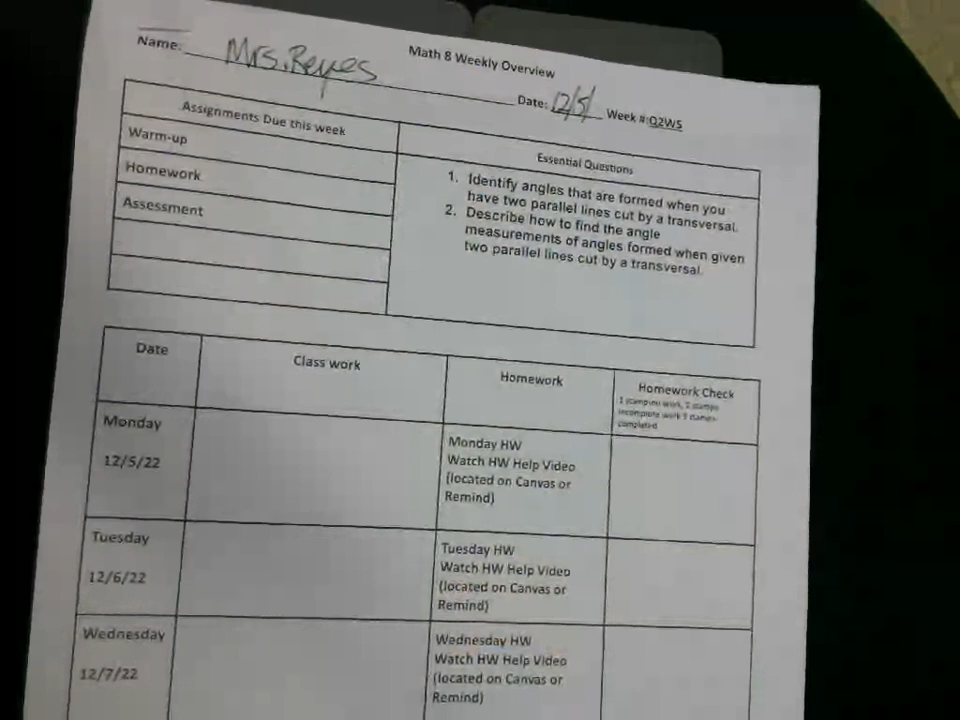 Math 8 Weekly Overview
Name: Mrs. Reyes
Date: 12/5/ Week #:Q2W5
Assignments Due this week
Warm-up
Homework
Assessment
Essential Questions
1. Identify angles that are formed when you
have two parallel lines cut by a transversal.
2. Describe how to find the angle
measurements of angles formed when given
two parallel lines cut by a transversal.
Date
Class work
Homework
Homework Check
incomplete work
completed
Monday
12/5/22
Monday HW
Watch HW Help Video
(located on Canvas or
Remind)
Tuesday
12/6/22
Tuesday HW
Watch HW Help Video
(located on Canvas or
Remind)
Wednesday
12/7/22
Wednesday HW
Watch HW Help Video
(located on Canvas or
Remind)